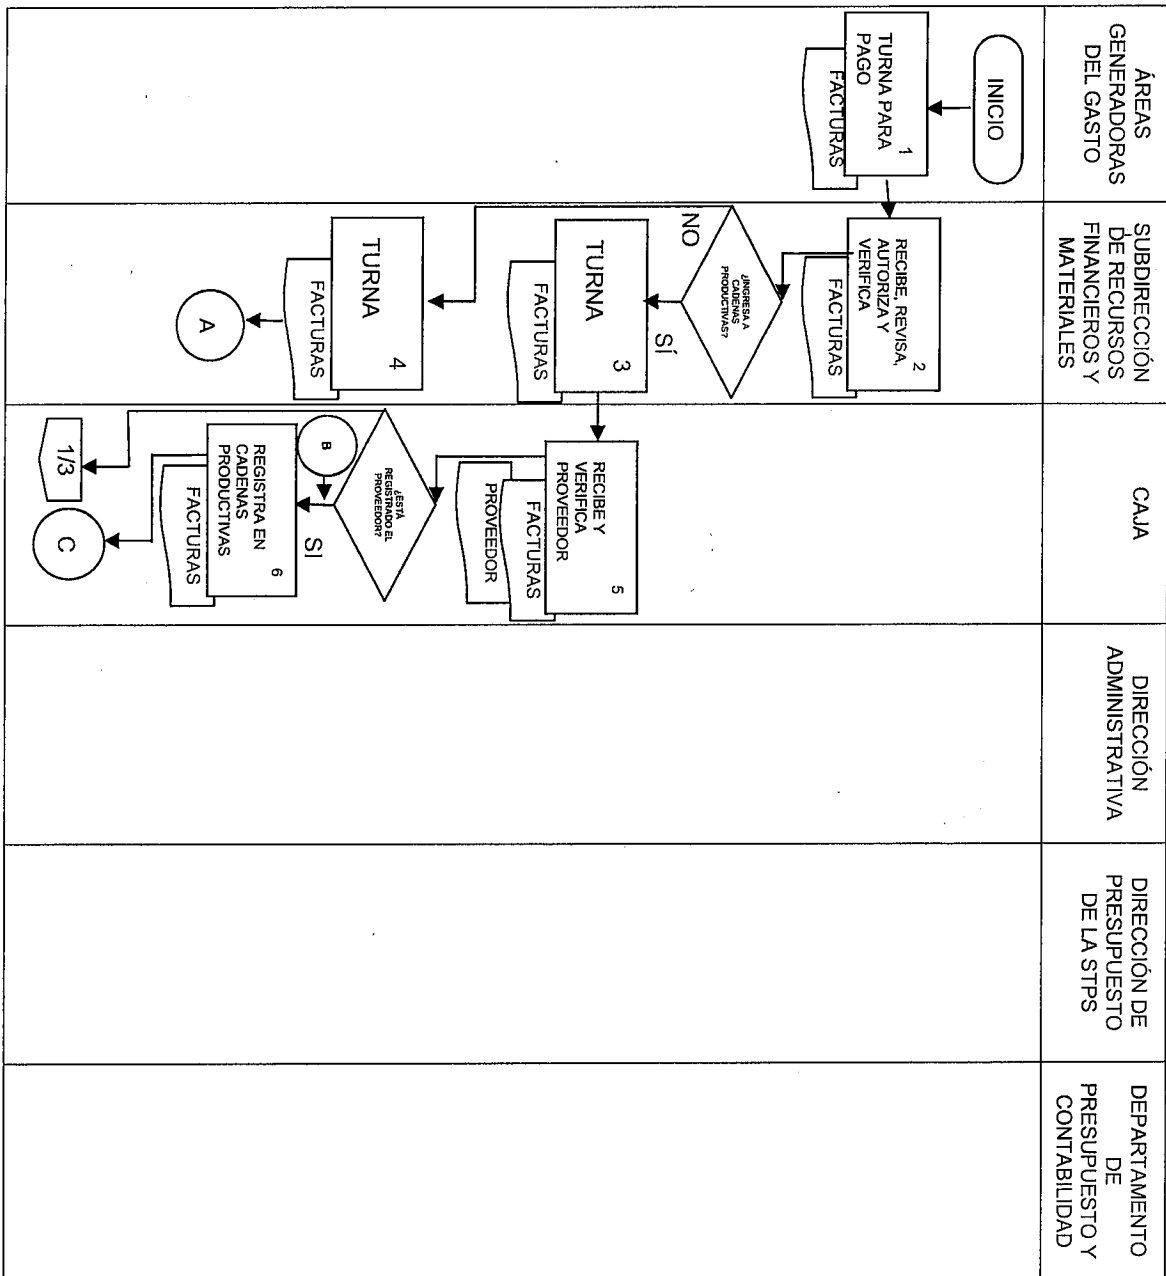 ÁREAS
GENERADORAS
DEL GASTO
SUBDIRECCIÓN
DE RECURSOS
FINANCIEROS Y
MATERIALES
CAJA
DIRECCIÓN
ADMINISTRATIVA
DIRECCIÓN DE
PRESUPUESTO
DE LA STPS
DEPARTAMENTO
DE
PRESUPUESTO Y
CONTABILIDAD
INICIO
1
TURNA PARA
PAGO
FACTURAS
2
RECIBE, REVISA,
AUTORIZA Y
VERIFICA
FACTURAS
¿INGRESA A
CADENAS
PRODUCTIVAS?
NO
SÍ
TURNA
3
FACTURAS
TURNA
4
FACTURAS
A
RECIBE Y
VERIFICA
PROVEEDOR
5
FACTURAS
PROVEEDOR
¿ESTÁ
REGISTRADO EL
PROVEEDOR?
B
SI
6
REGISTRA EN
CADENAS
PRODUCTIVAS
FACTURAS
1/3
C